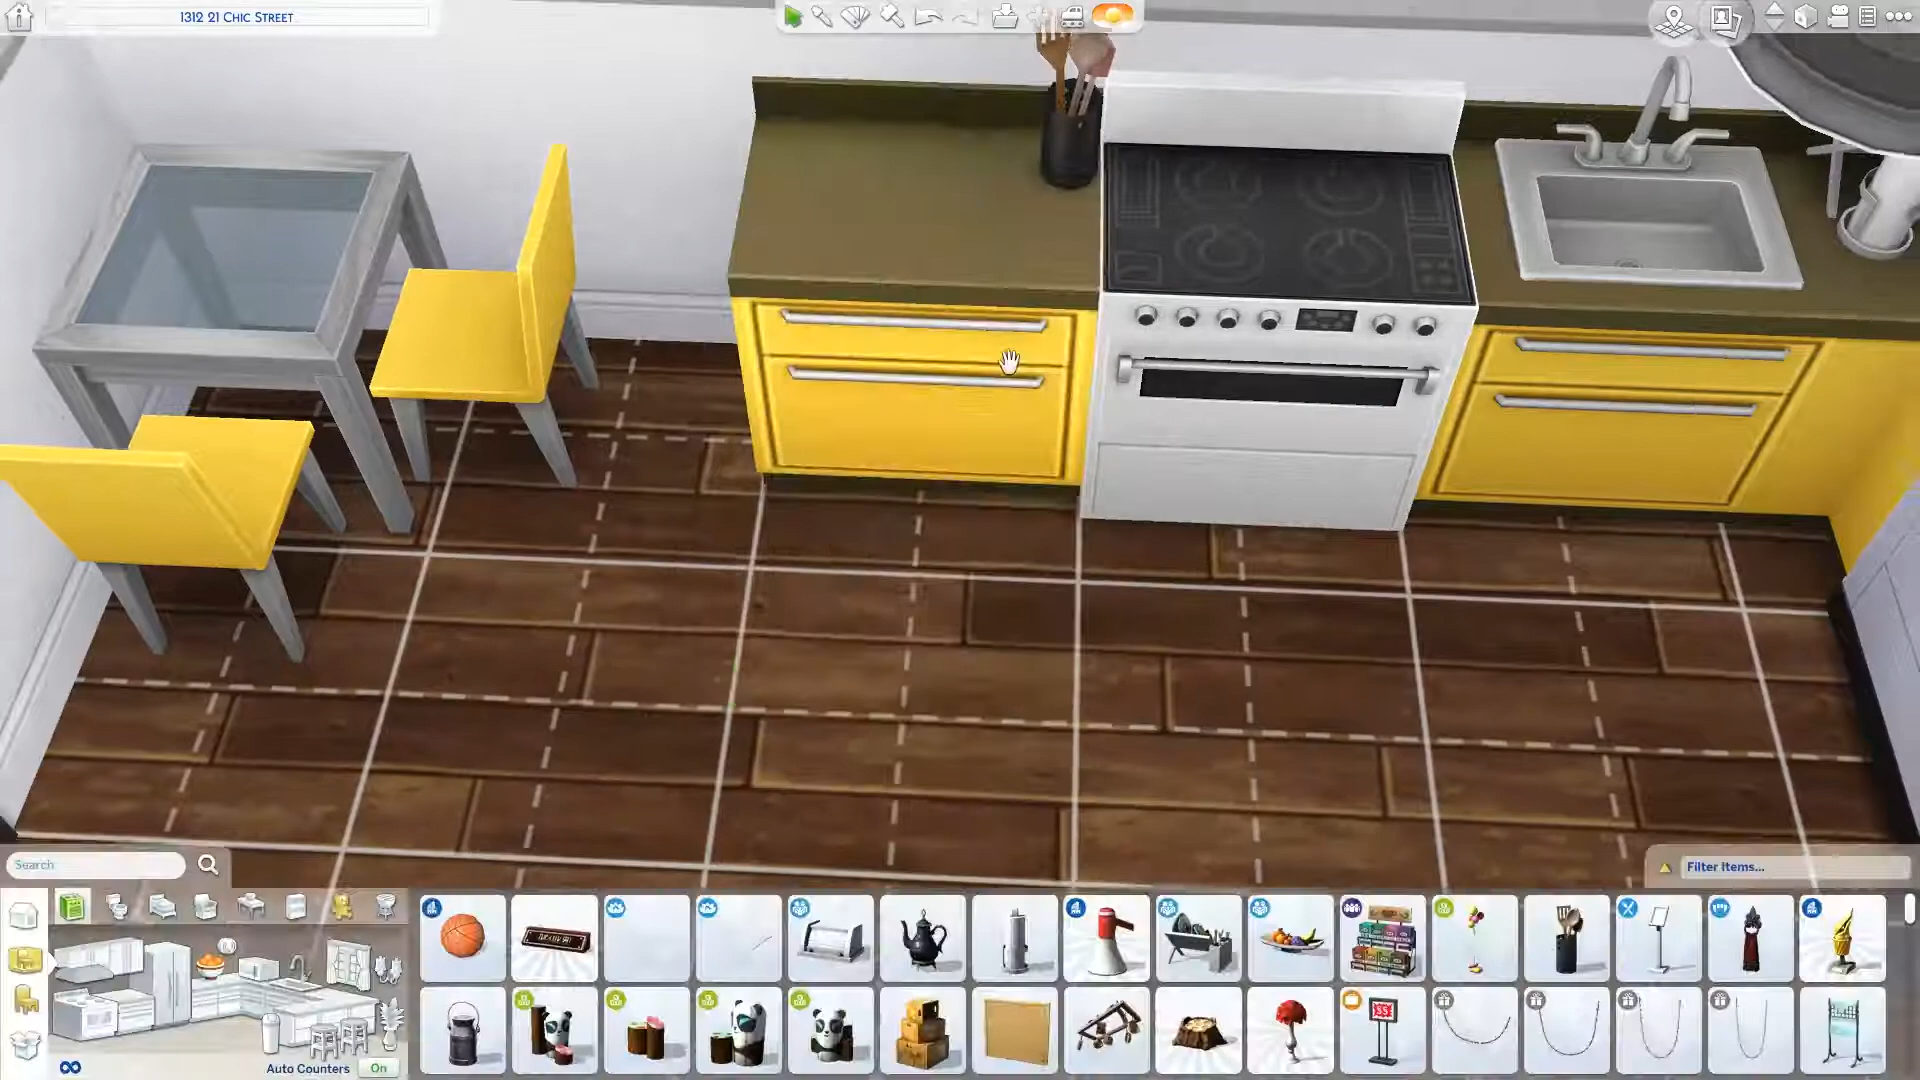 1312 21 Chic Street
Search
Filter Items...
Auto Counters On